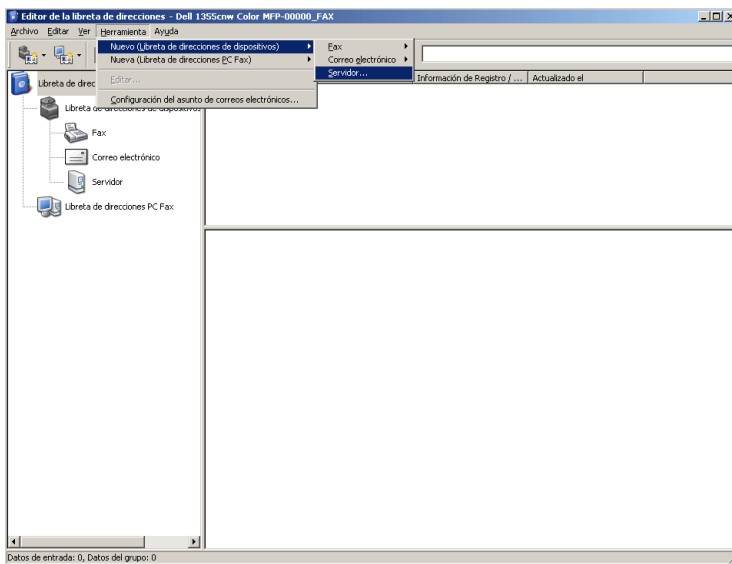 Editor de la libreta de direcciones - Dell 1355cnw Color MFP-00000_FAX
Archivo Editar Ver Herramienta Ayuda
Nuevo (Libreta de direcciones de dispositivos)
Nueva (Libreta de direcciones PC Fax)
Editar...
Configuración del asunto de correos electrónicos...
Fax
Correo electrónico
Servidor...
Información de Registro / ... Actualizado el
Libreta de direc
Libreta de direcciones de dispositivos
Fax
Correo electrónico
Servidor
Libreta de direcciones PC Fax
Datos de entrada: 0, Datos del grupo: 0